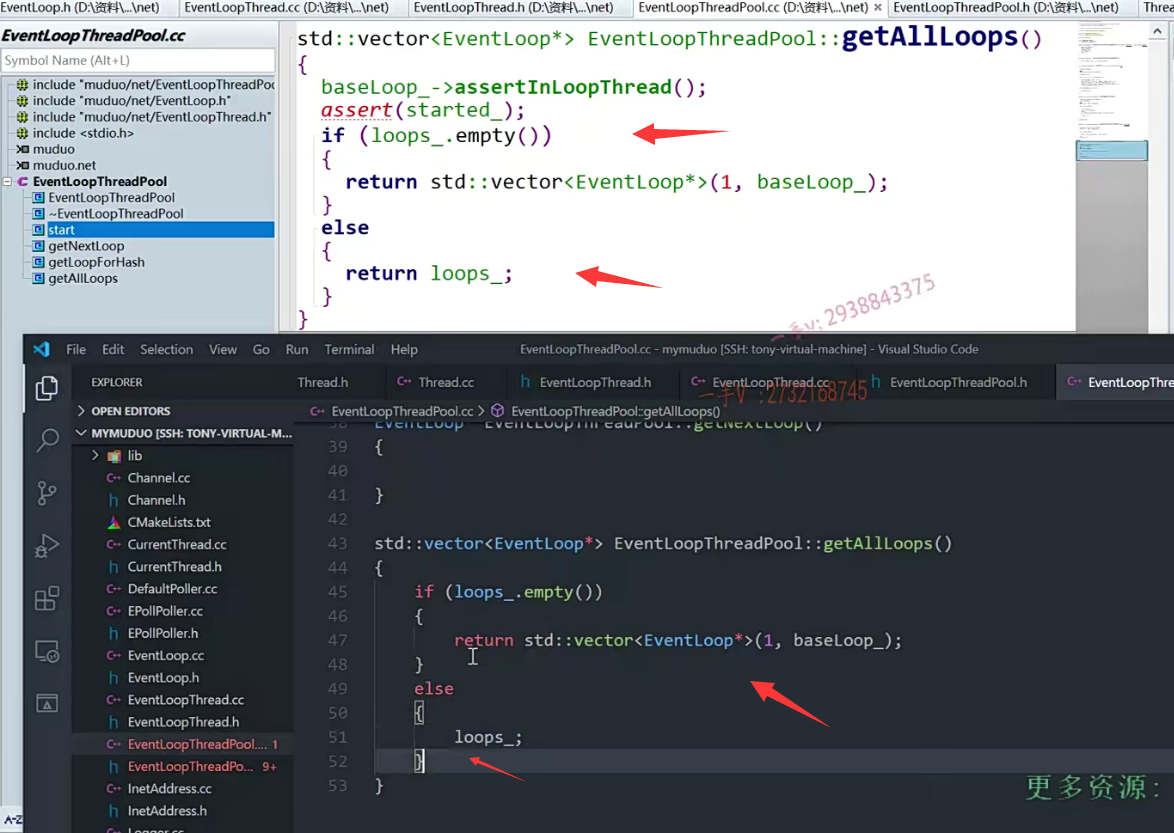 EventLoop.h (D:\资料\...\net)
EventLoopThread.cc (D:\资料\...\net)
EventLoopThread.h (D:\资料\...\net)
EventLoopThreadPool.cc (D:\资料\...\net) ×
EventLoopThreadPool.h (D:\资料\...\net)
EventLoopThreadPool.cc
Symbol Name (Alt+L)
include "muduo/net/EventLoopThreadPoo
include "muduo/net/EventLoop.h"
include "muduo/net/EventLoopThread.h"
include <stdio.h>
muduo
muduo.net
EventLoopThreadPool
EventLoopThreadPool
~EventLoopThreadPool
start
getNextLoop
getLoopForHash
getAllLoops
A-Z
std::vector<EventLoop*> EventLoopThreadPool::getAllLoops()
{
baseLoop_->assertInLoopThread();
assert(started_);
if (loops_.empty())
{
return std::vector<EventLoop*>(1, baseLoop_);
}
else
{
return loops_;
}
}
一手v: 2938843375
File Edit Selection View Go Run Terminal Help
EventLoopThreadPool.cc - mymuduo [SSH: tony-virtual-machine] - Visual Studio Code
EXPLORER
Thread.h
Thread.cc
EventLoopThread.h
EventLoopThread.cc
EventLoopThreadPool.h
EventLoopThre
一手V :2732168745
OPEN EDITORS
MYMUDUO [SSH: TONY-VIRTUAL-M...
lib
Channel.cc
Channel.h
CMakeLists.txt
CurrentThread.cc
CurrentThread.h
DefaultPoller.cc
EPollPoller.cc
EPollPoller.h
EventLoop.cc
EventLoop.h
EventLoopThread.cc
EventLoopThread.h
EventLoopThreadPool.... 1
EventLoopThreadPo... 9+
InetAddress.cc
InetAddress.h
Logger.cc
EventLoopThreadPool.cc > EventLoopThreadPool::getAllLoops()
38 EventLoop* EventLoopThreadPool::getNextLoop()
39 {
40
41 }
42
43 std::vector<EventLoop*> EventLoopThreadPool::getAllLoops()
44 {
45 if (loops_.empty())
46 {
47 return std::vector<EventLoop*>(1, baseLoop_);
48 }
49 else
50 {
51 loops_;
52 }
53 }
更多资源: